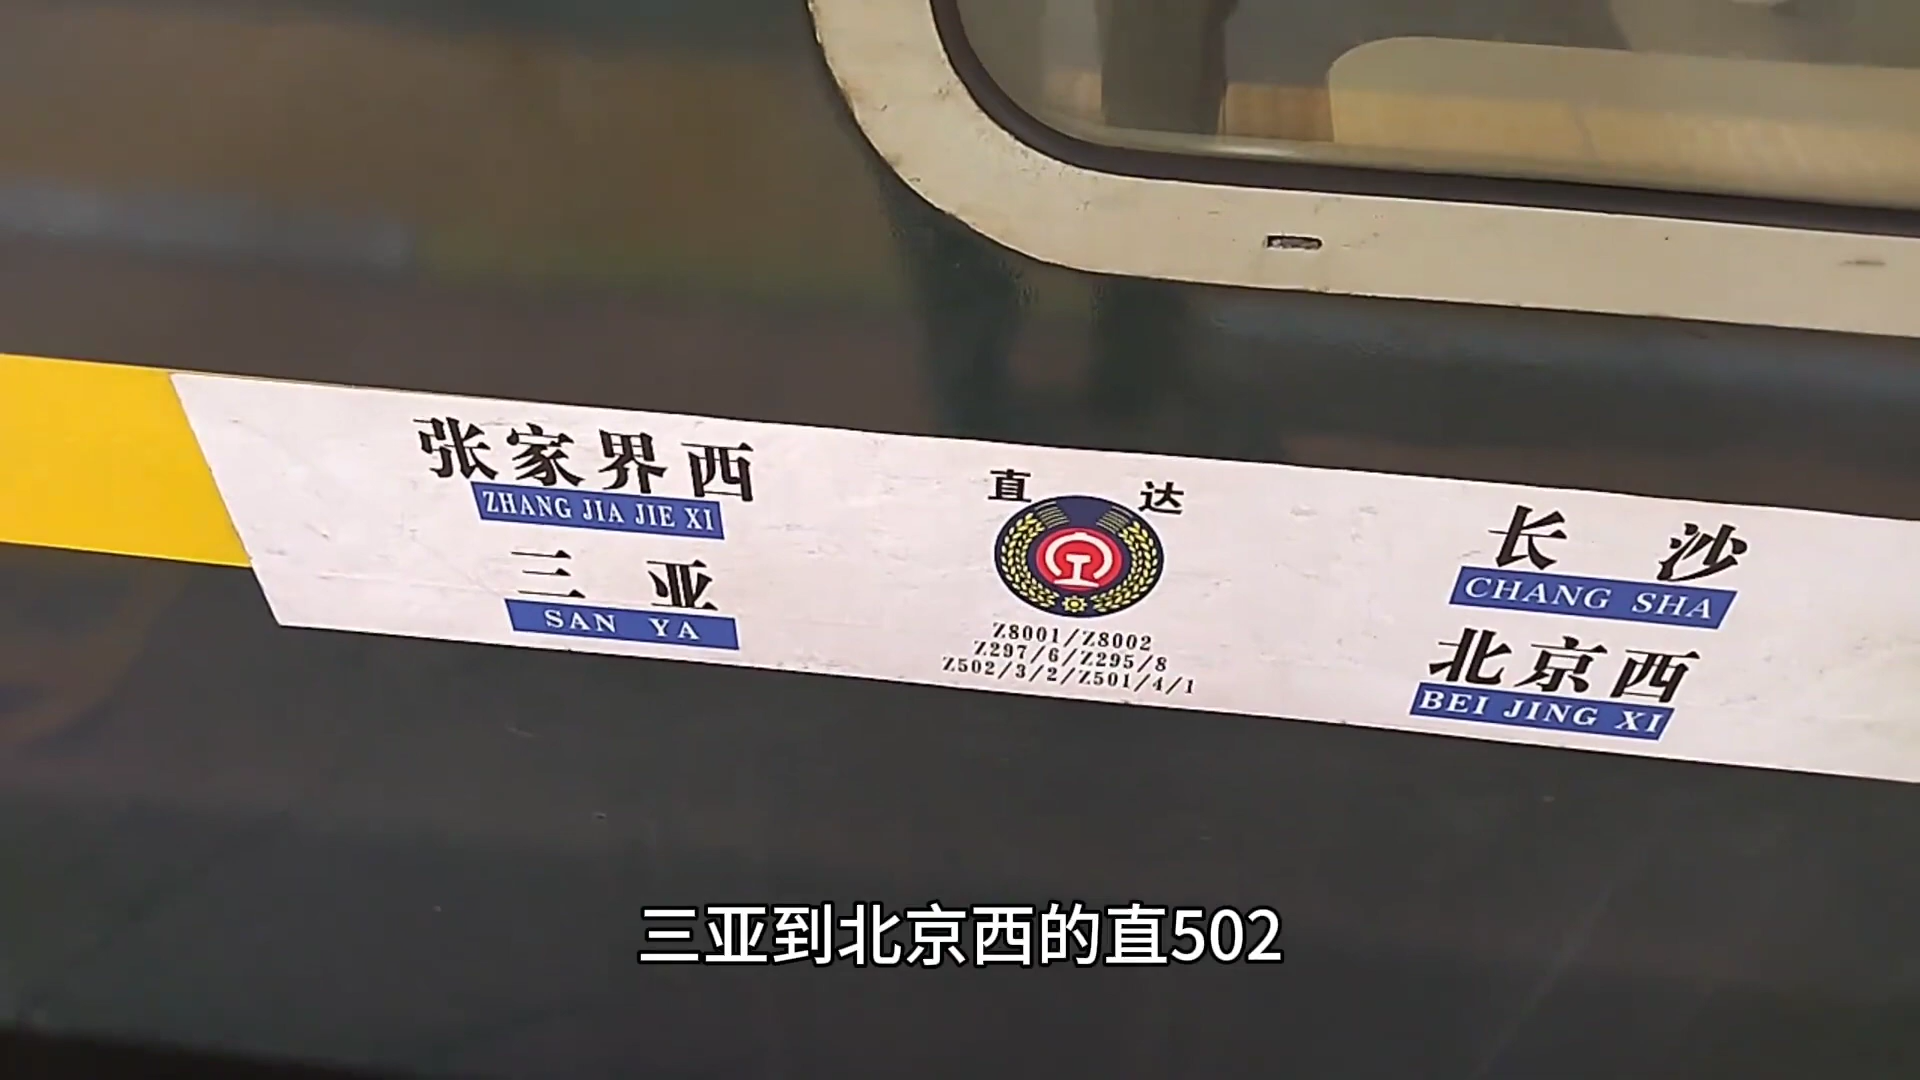 张家界西
ZHANG JIA JIE XI
三亚
SAN YA
直达
Z8001/Z8002
Z297/6/Z295/8
Z502/3/2/Z501/4/1
长沙
CHANG SHA
北京西
BEI JING XI
三亚到北京西的直502